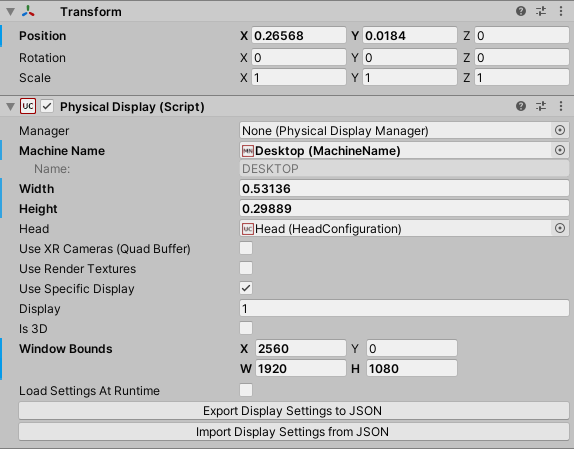 Transform
Position X 0.26568 Y 0.0184 Z 0
Rotation X 0 Y 0 Z 0
Scale X 1 Y 1 Z 1
UC Physical Display (Script)
Manager None (Physical Display Manager)
Machine Name MN Desktop (MachineName)
Name: DESKTOP
Width 0.53136
Height 0.29889
Head UC Head (HeadConfiguration)
Use XR Cameras (Quad Buffer)
Use Render Textures
Use Specific Display
Display 1
Is 3D
Window Bounds X 2560 Y 0
W 1920 H 1080
Load Settings At Runtime
Export Display Settings to JSON
Import Display Settings from JSON